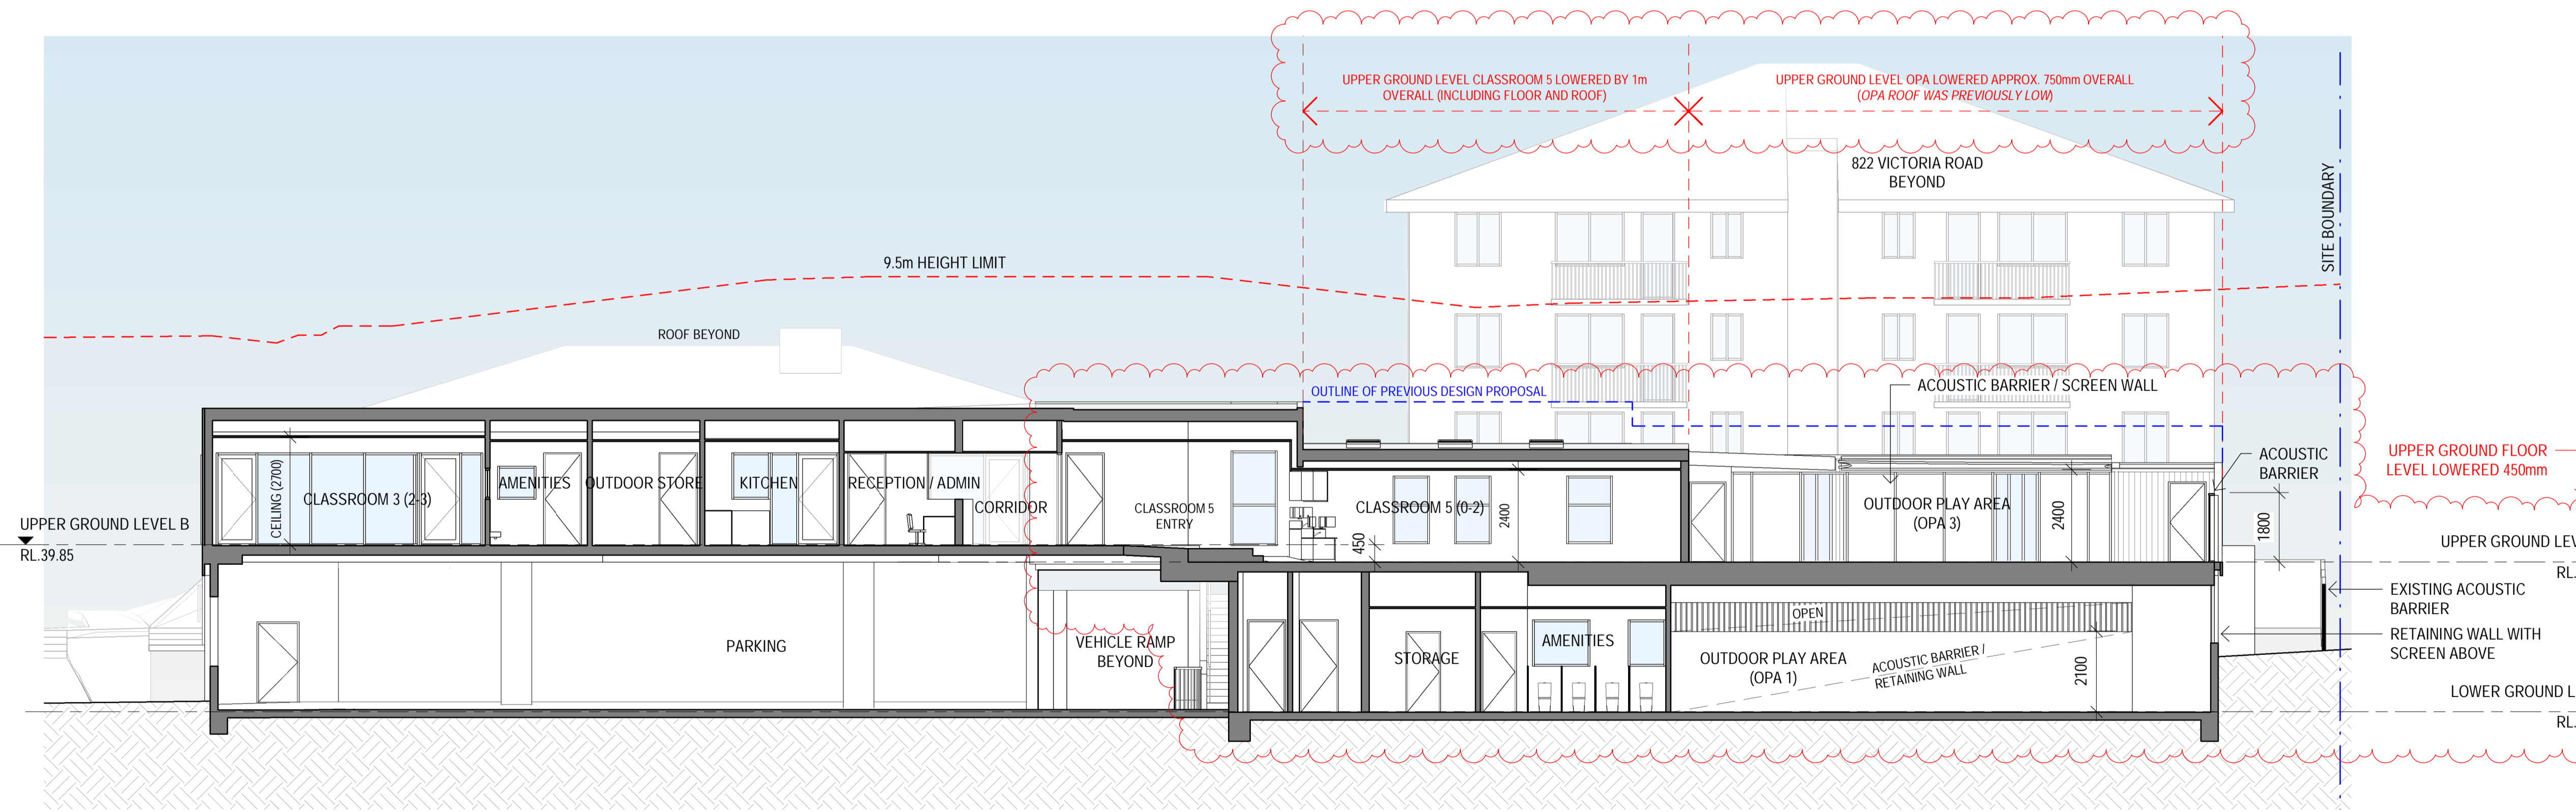 UPPER GROUND LEVEL CLASSROOM 5 LOWERED BY 1m
OVERALL (INCLUDING FLOOR AND ROOF)
UPPER GROUND LEVEL OPA LOWERED APPROX. 750mm OVERALL
(OPA ROOF WAS PREVIOUSLY LOW)
822 VICTORIA ROAD
BEYOND
SITE BOUNDARY
9.5m HEIGHT LIMIT
ROOF BEYOND
OUTLINE OF PREVIOUS DESIGN PROPOSAL
ACOUSTIC BARRIER / SCREEN WALL
UPPER GROUND FLOOR
LEVEL LOWERED 450mm
ACOUSTIC
BARRIER
CEILING (2700)
CLASSROOM 3 (2-3)
AMENITIES
OUTDOOR STORE
KITCHEN
RECEPTION / ADMIN
CORRIDOR
CLASSROOM 5
ENTRY
450
CLASSROOM 5 (0-2)
2400
OUTDOOR PLAY AREA
(OPA 3)
2400
1800
UPPER GROUND LEVEL B
RL.39.85
UPPER GROUND LEV
RL.
EXISTING ACOUSTIC
BARRIER
RETAINING WALL WITH
SCREEN ABOVE
PARKING
VEHICLE RAMP
BEYOND
STORAGE
AMENITIES
OPEN
OUTDOOR PLAY AREA
(OPA 1)
ACOUSTIC BARRIER /
RETAINING WALL
2100
LOWER GROUND L
RL.